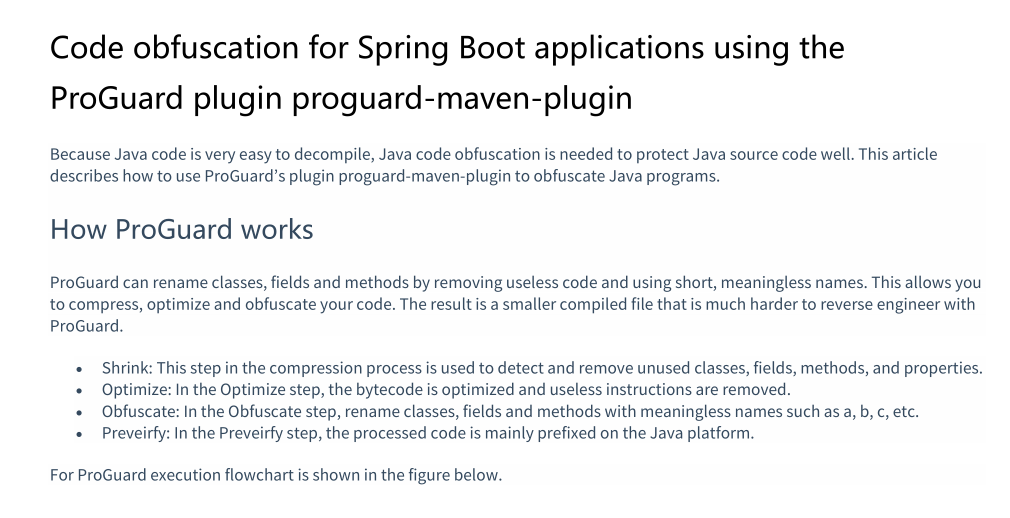 Code obfuscation for Spring Boot applications using the
ProGuard plugin proguard-maven-plugin
Because Java code is very easy to decompile, Java code obfuscation is needed to protect Java source code well. This article
describes how to use ProGuard’s plugin proguard-maven-plugin to obfuscate Java programs.
How ProGuard works
ProGuard can rename classes, fields and methods by removing useless code and using short, meaningless names. This allows you
to compress, optimize and obfuscate your code. The result is a smaller compiled file that is much harder to reverse engineer with
ProGuard.
• Shrink: This step in the compression process is used to detect and remove unused classes, fields, methods, and properties.
• Optimize: In the Optimize step, the bytecode is optimized and useless instructions are removed.
• Obfuscate: In the Obfuscate step, rename classes, fields and methods with meaningless names such as a, b, c, etc.
• Preveirfy: In the Preveirfy step, the processed code is mainly prefixed on the Java platform.
For ProGuard execution flowchart is shown in the figure below.